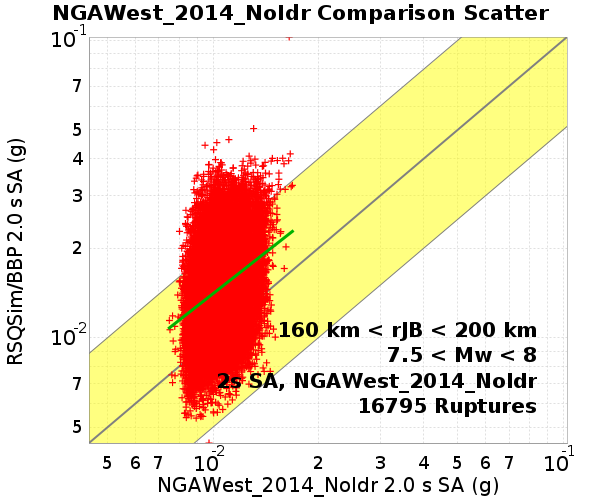 NGAWest_2014_NoIdr Comparison Scatter
RSQSim/BBP 2.0 s SA (g)
10-1
7
5
4
3
2
10-2
7
5
160 km < rJB < 200 km
7.5 < Mw < 8
2s SA, NGAWest_2014_NoIdr
16795 Ruptures
5 6 7 10-2 2 3 4 5 6 7 10-1
NGAWest_2014_NoIdr 2.0 s SA (g)